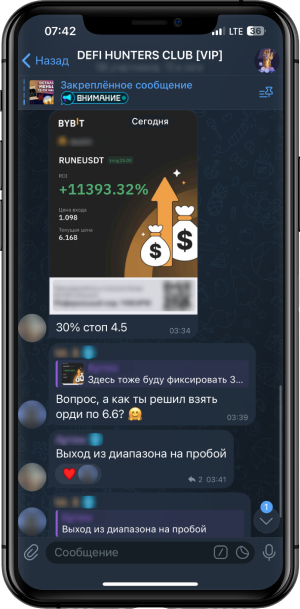 07:42
LTE 36
Назад
DEFI HUNTERS CLUB [VIP]
Закреплённое сообщение
ВНИМАНИЕ
BYBIT
Сегодня
RUNEUSDT
ROI
+11393.32%
Цена входа
1.098
Текущая цена
6.168
30% стоп 4.5
03:34
Здесь тоже буду фиксировать 3...
Вопрос, а как ты решил взять
орди по 6.6? 🤗
03:39
Выход из диапазона на пробой
2 03:41
Выход из диапазона на пробой
1
Сообщение